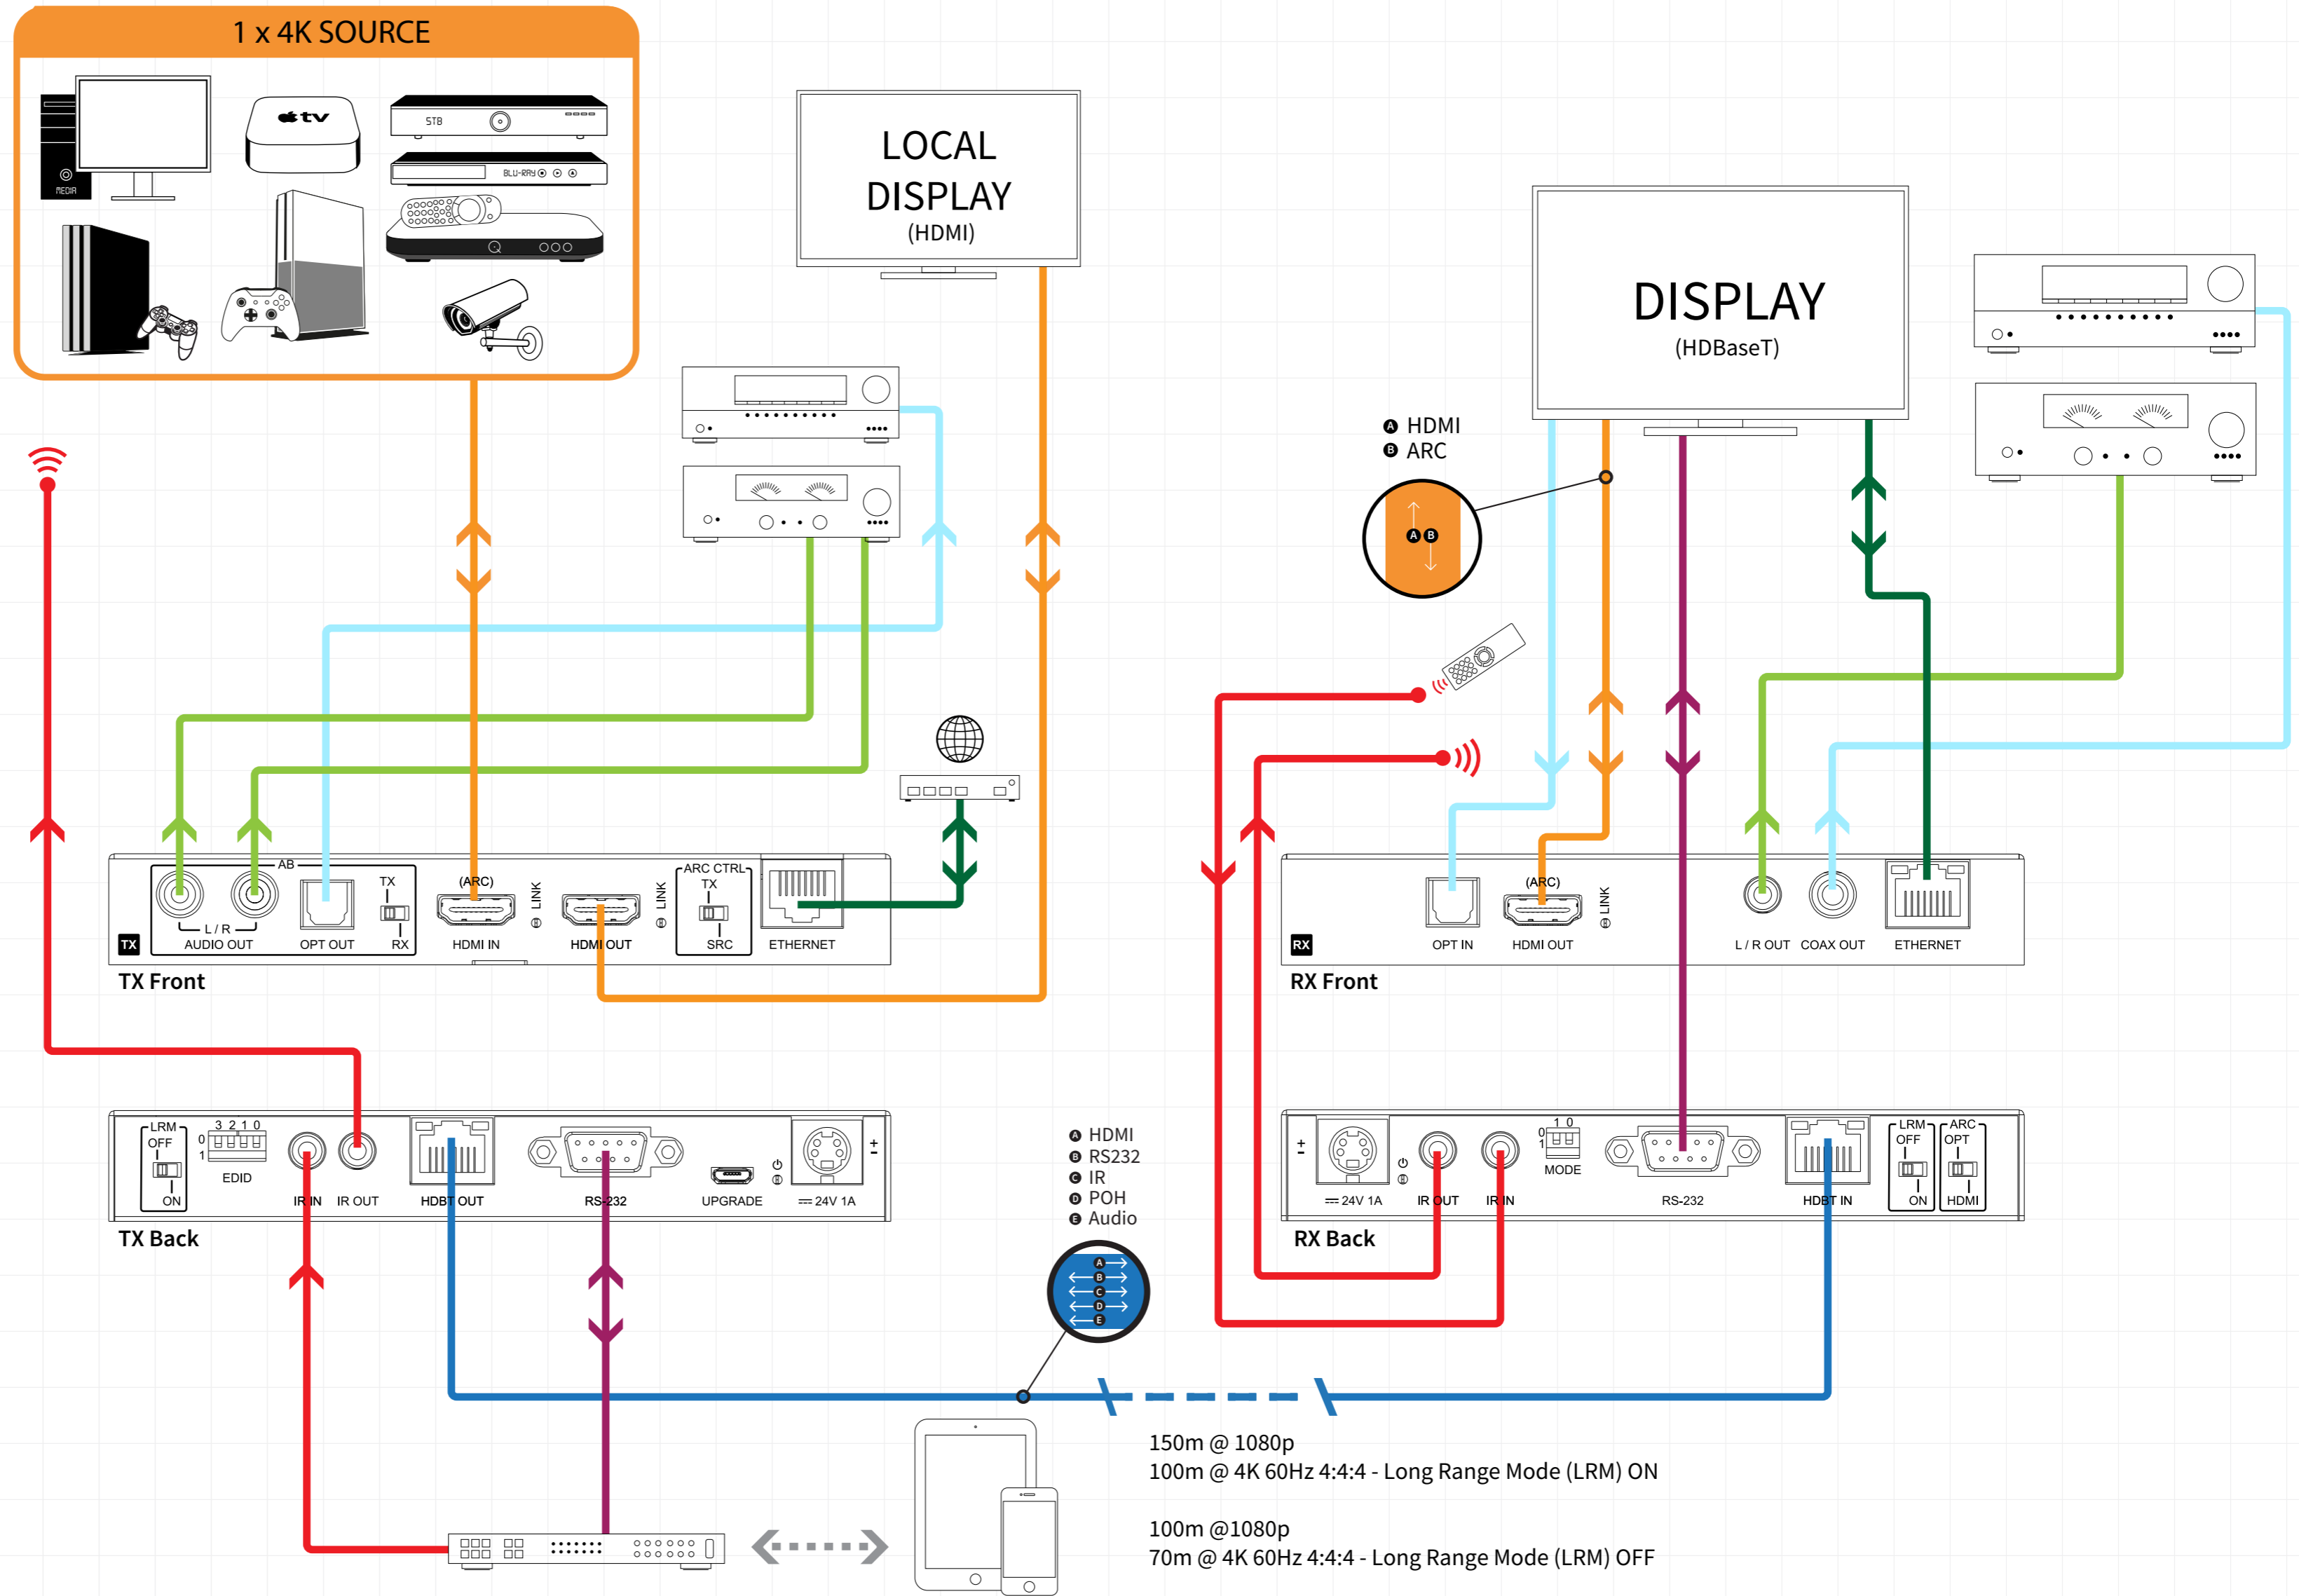 1 x 4K SOURCE
MEDIA
tv
STB
BLU-RAY
Q
LOCAL
DISPLAY
(HDMI)
DISPLAY
(HDBaseT)
A HDMI
B ARC
A B
AB
L / R
AUDIO OUT
OPT OUT
TX
RX
(ARC)
HDMI IN
LINK
HDMI OUT
LINK
ARC CTRL
TX
SRC
ETHERNET
TX
TX Front
(ARC)
OPT IN
HDMI OUT
LINK
L / R OUT
COAX OUT
ETHERNET
RX
RX Front
LRM
OFF
ON
3 2 1 0
0
1
EDID
IR IN
IR OUT
HDBT OUT
RS-232
UPGRADE
24V 1A
+
-
TX Back
A HDMI
B RS232
C IR
D POH
E Audio
A
B
C
D
E
+
-
24V 1A
IR OUT
IR IN
1 0
0
1
MODE
RS-232
HDBT IN
LRM
OFF
ON
ARC
OPT
HDMI
RX Back
150m @ 1080p
100m @ 4K 60Hz 4:4:4 - Long Range Mode (LRM) ON
100m @1080p
70m @ 4K 60Hz 4:4:4 - Long Range Mode (LRM) OFF